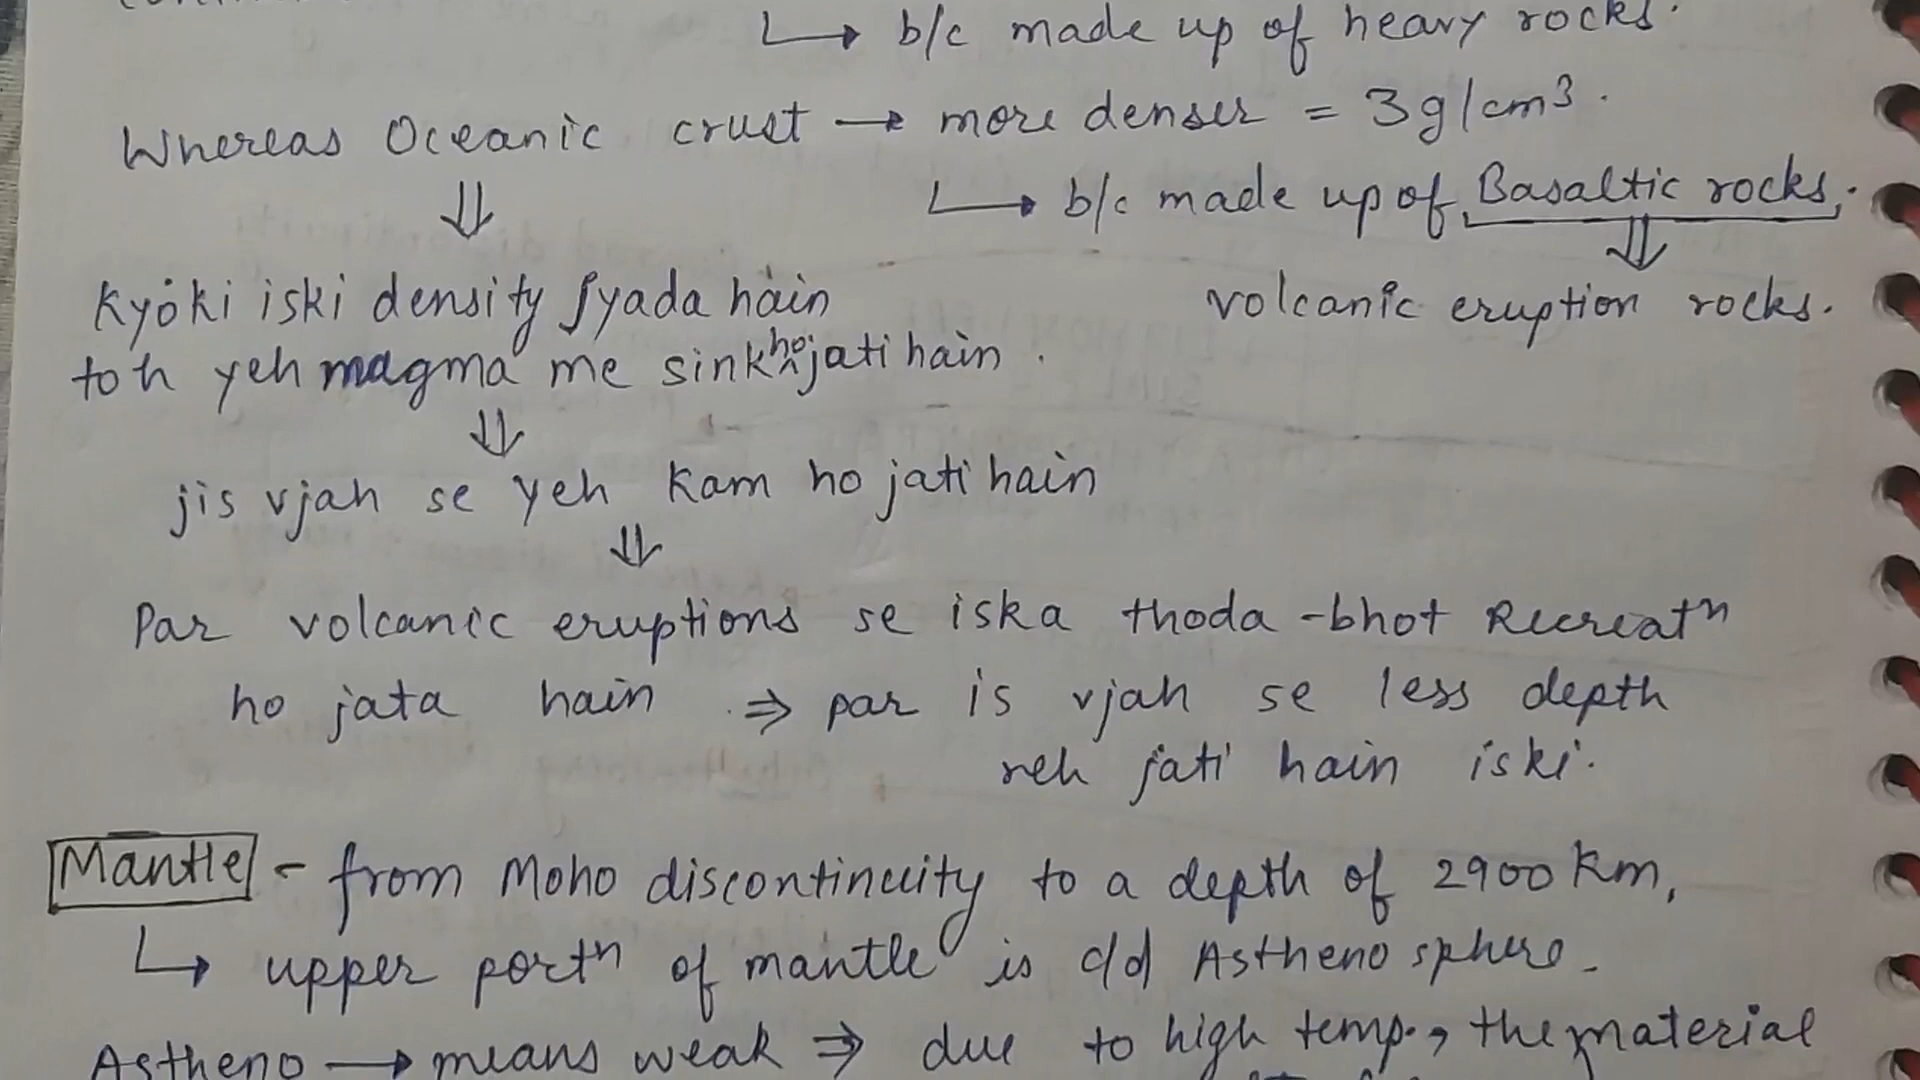 ↳ b/c made up of heavy rocks.
Whereas Oceanic crust → more denser = 3g/cm³.
⇓ ↳ b/c made up of Basaltic rocks.
⇓
Kyoki iski density jyada hain
volcanic eruption rocks.
toh yeh magma me sink ho jati hain.
⇓
jis vjah se yeh kam ho jati hain
⇓
Par volcanic eruptions se iska thoda-bhot Recreatn
ho jata hain ⇒ par is vjah se less depth
reh jati hain iski.
Mantle - from Moho discontinuity to a depth of 2900 km,
↳ upper portn of mantle is c/d Asthenosphere.
Astheno → means weak ⇒ due to high temp., the material